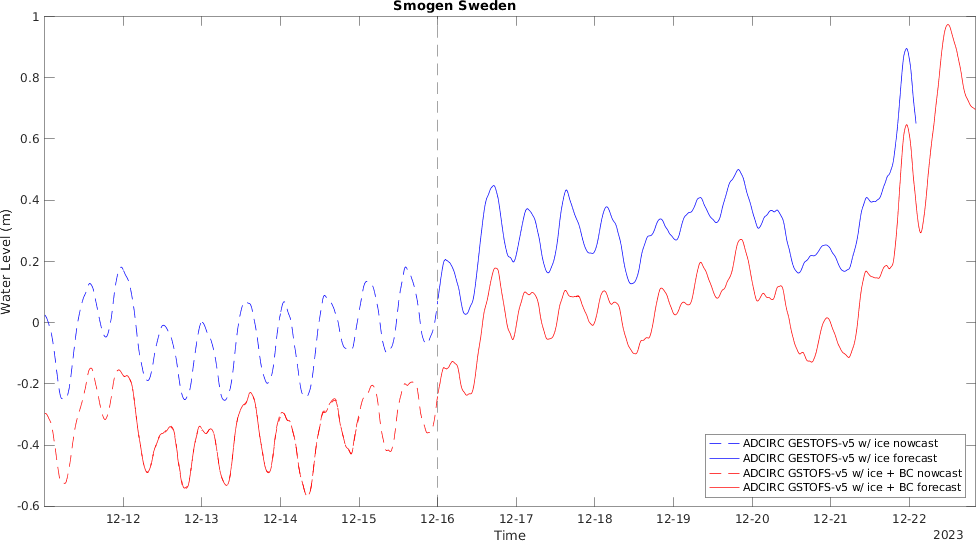 Smogen Sweden
1
0.8
0.6
0.4
0.2
0
-0.2
-0.4
-0.6
Water Level (m)
ADCIRC GESTOFS-v5 w/ ice nowcast
ADCIRC GESTOFS-v5 w/ ice forecast
ADCIRC GSTOFS-v5 w/ ice + BC nowcast
ADCIRC GSTOFS-v5 w/ ice + BC forecast
12-12 12-13 12-14 12-15 12-16 12-17 12-18 12-19 12-20 12-21 12-22
Time
2023